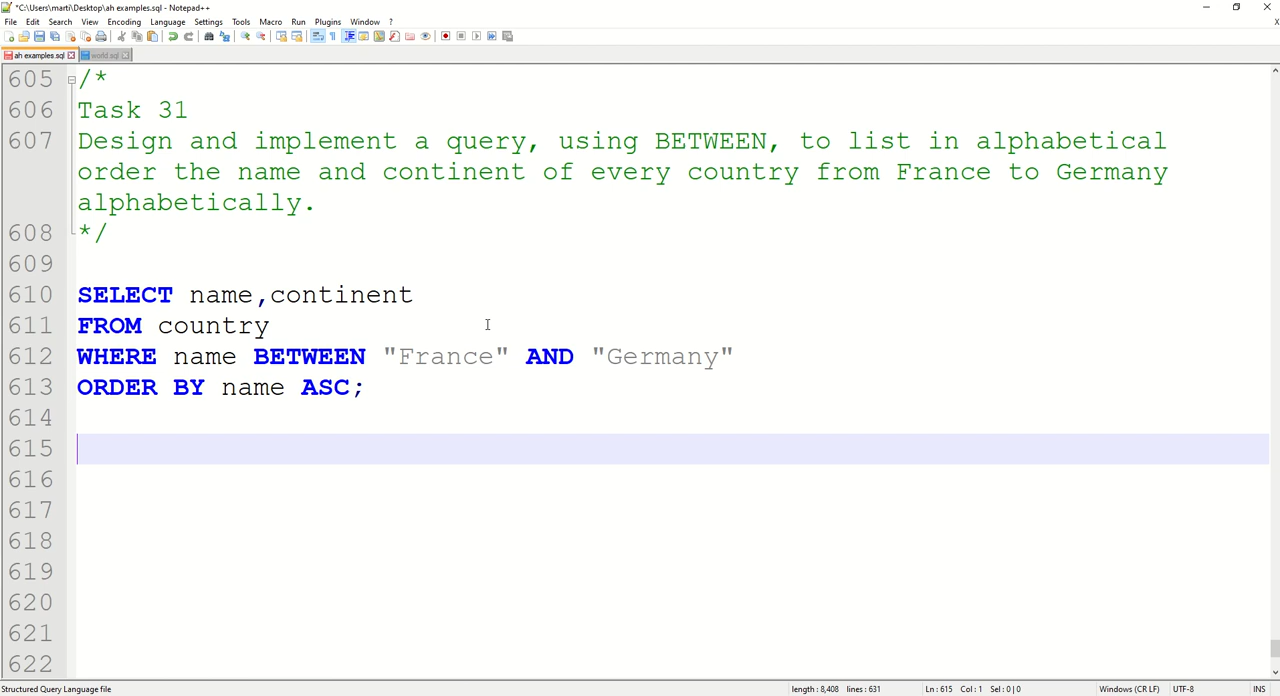 *C:\Users\marti\Desktop\ah examples.sql - Notepad++
File Edit Search View Encoding Language Settings Tools Macro Run Plugins Window ?
ah examples.sql world.sql
605 /*
606 Task 31
607 Design and implement a query, using BETWEEN, to list in alphabetical
order the name and continent of every country from France to Germany
alphabetically.
608 */
609
610 SELECT name,continent
611 FROM country
612 WHERE name BETWEEN "France" AND "Germany"
613 ORDER BY name ASC;
614
615
616
617
618
619
620
621
622
Structured Query Language file length : 8,408 lines : 631 Ln : 615 Col : 1 Sel : 0 | 0 Windows (CR LF) UTF-8 INS